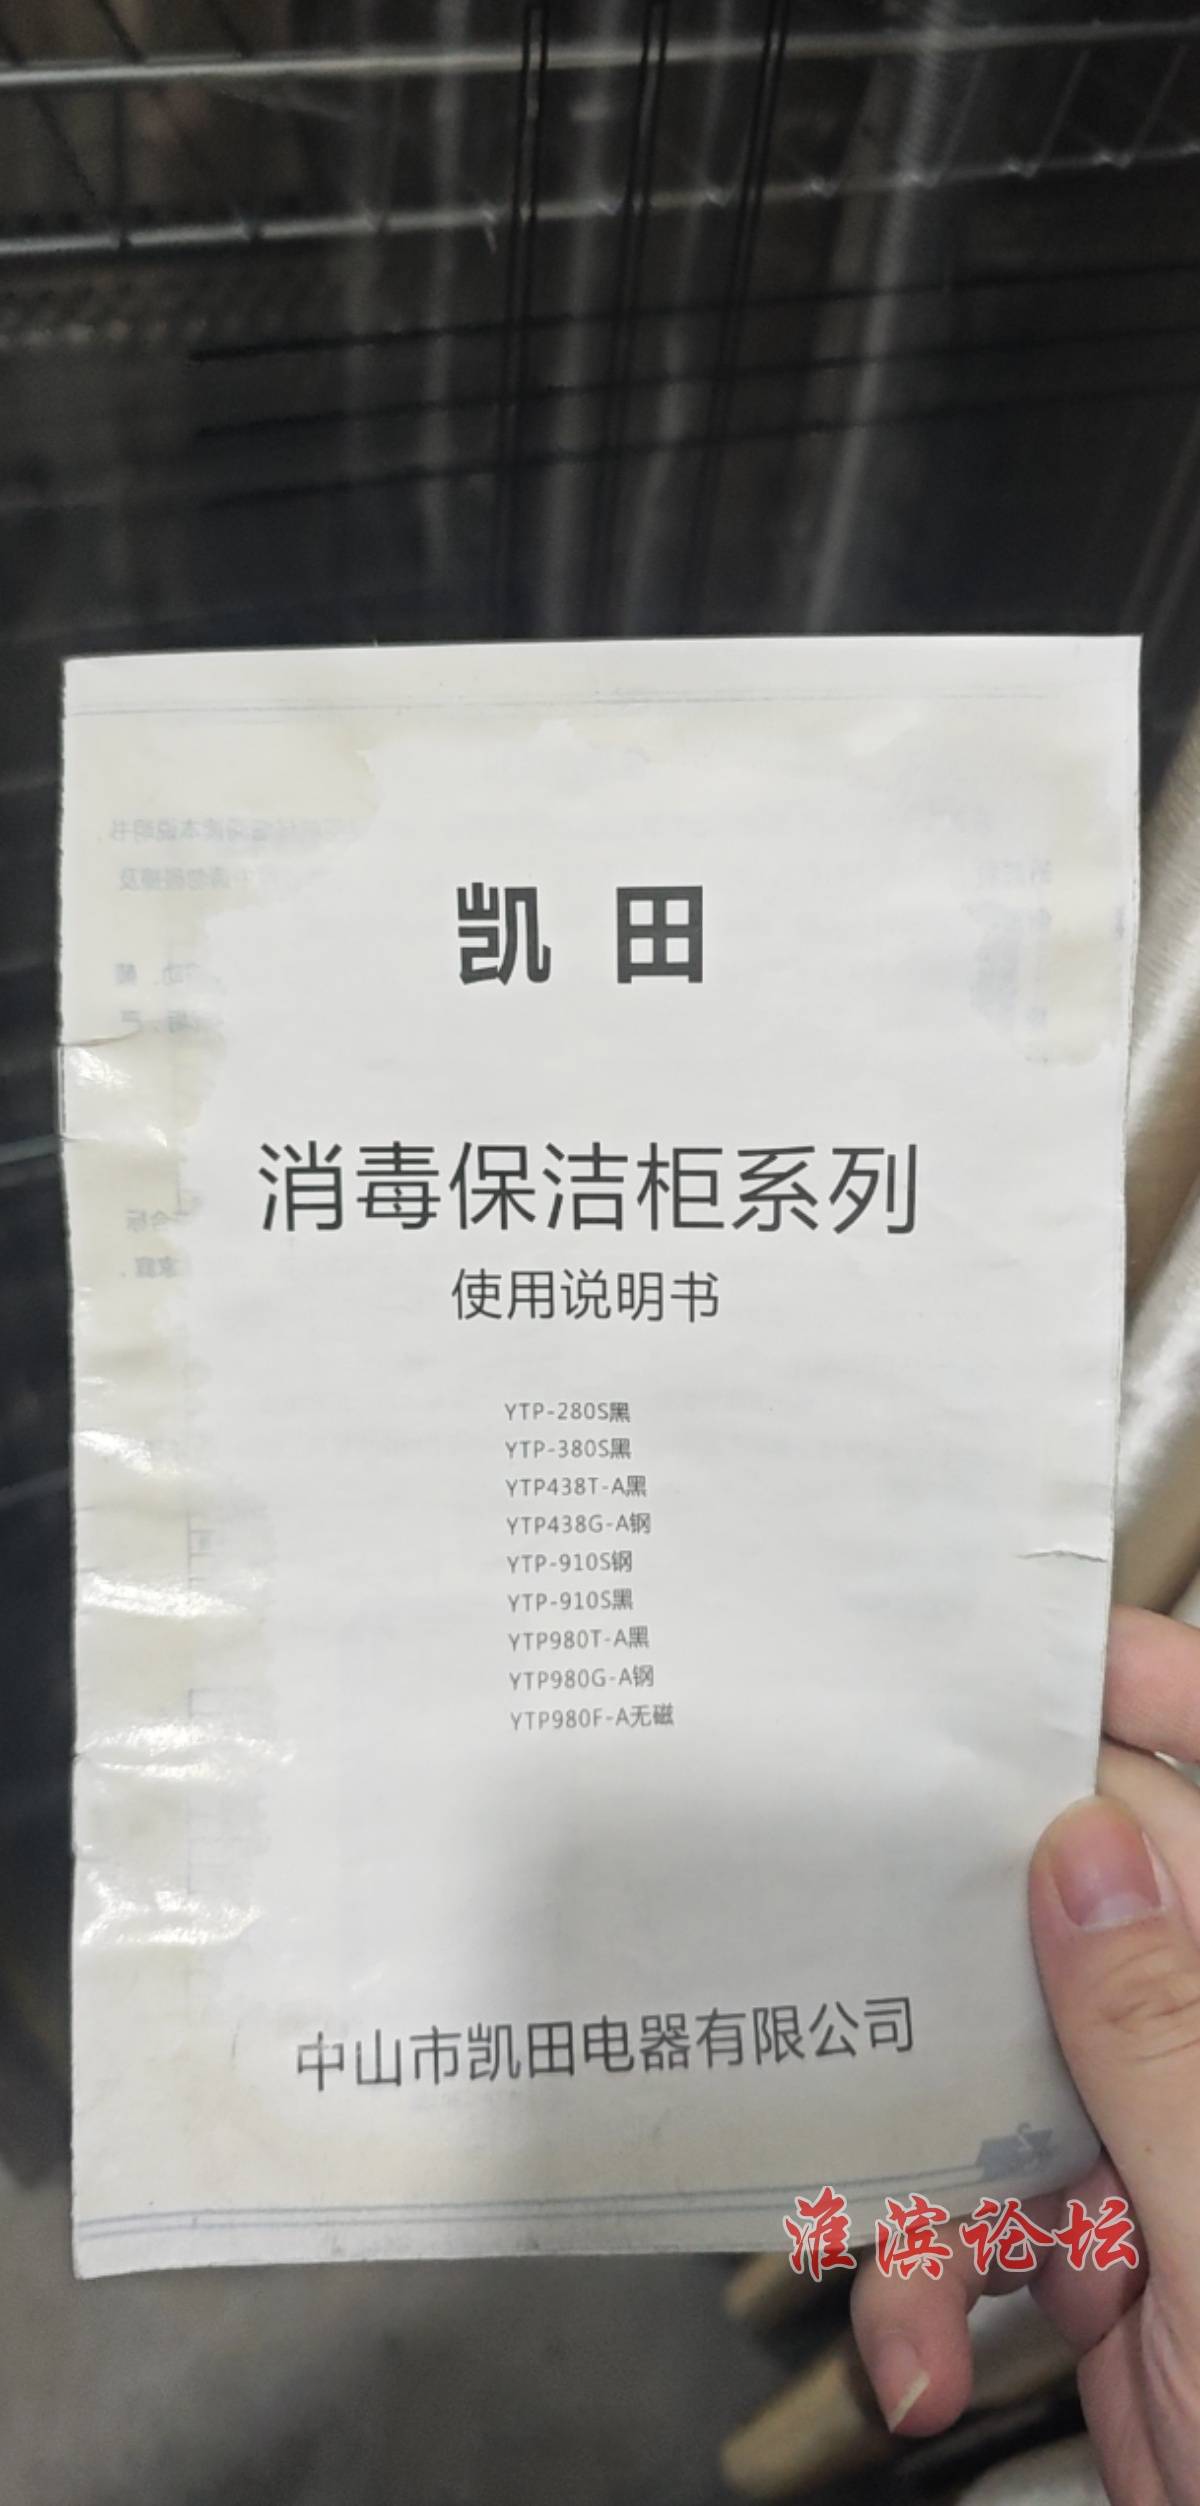 凯田
消毒保洁柜系列
使用说明书
YTP-280S黑
YTP-380S黑
YTP438T-A黑
YTP438G-A钢
YTP-910S钢
YTP-910S黑
YTP980T-A黑
YTP980G-A钢
YTP980F-A无磁
中山市凯田电器有限公司
淮滨论坛